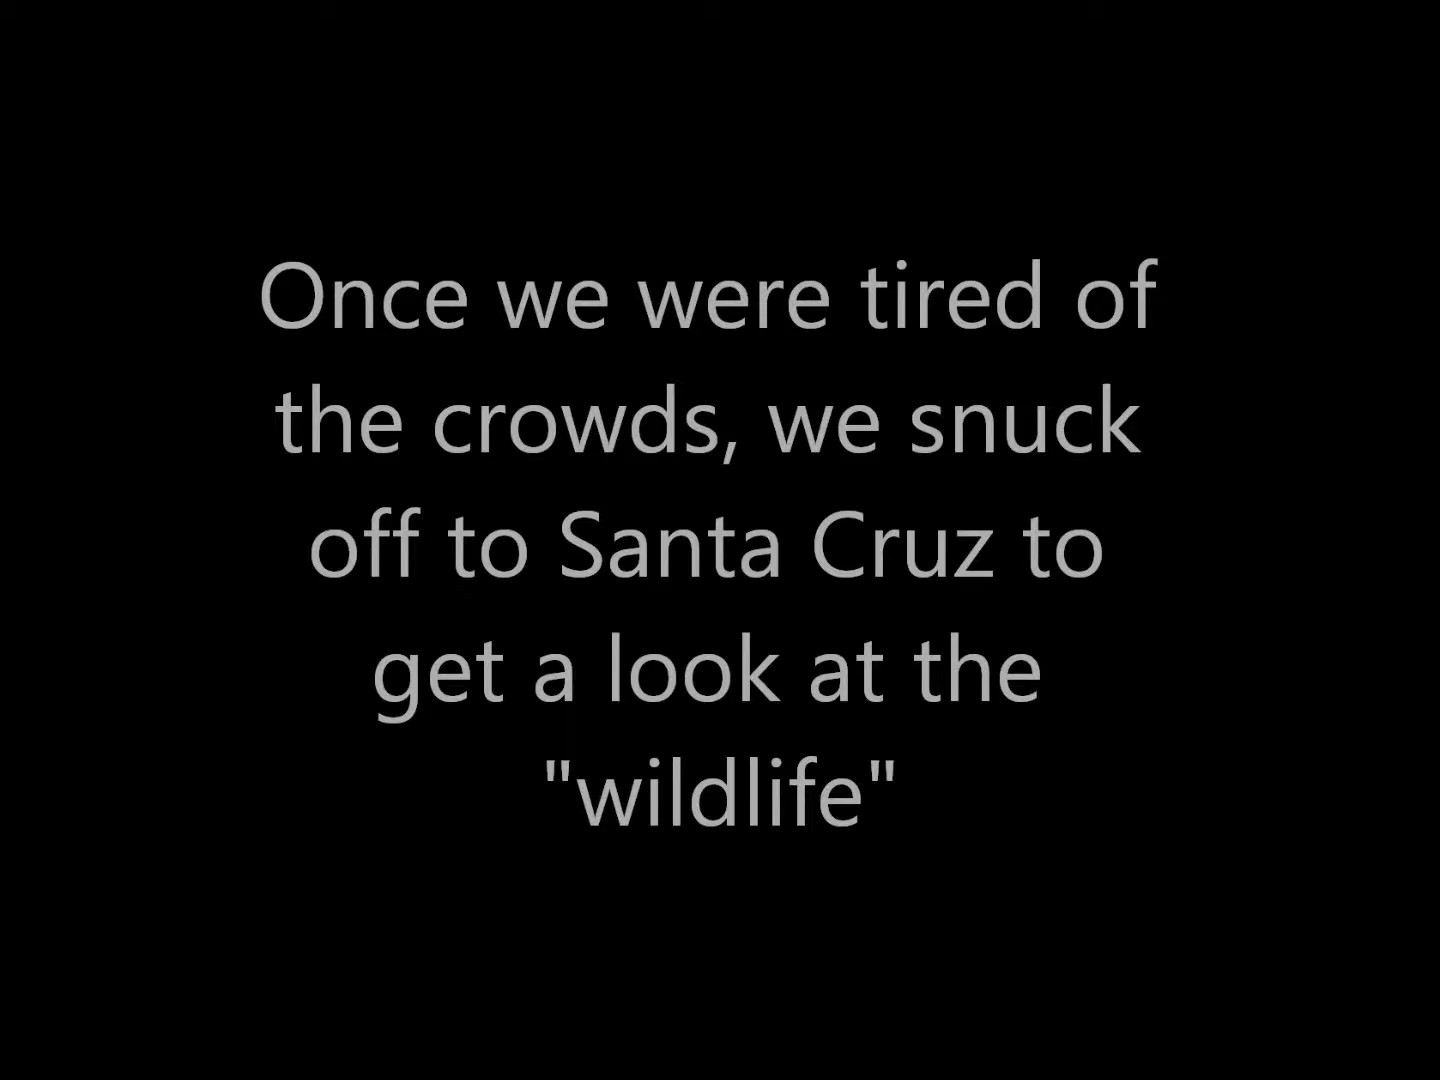 Once we were tired of
the crowds, we snuck
off to Santa Cruz to
get a look at the
"wildlife"